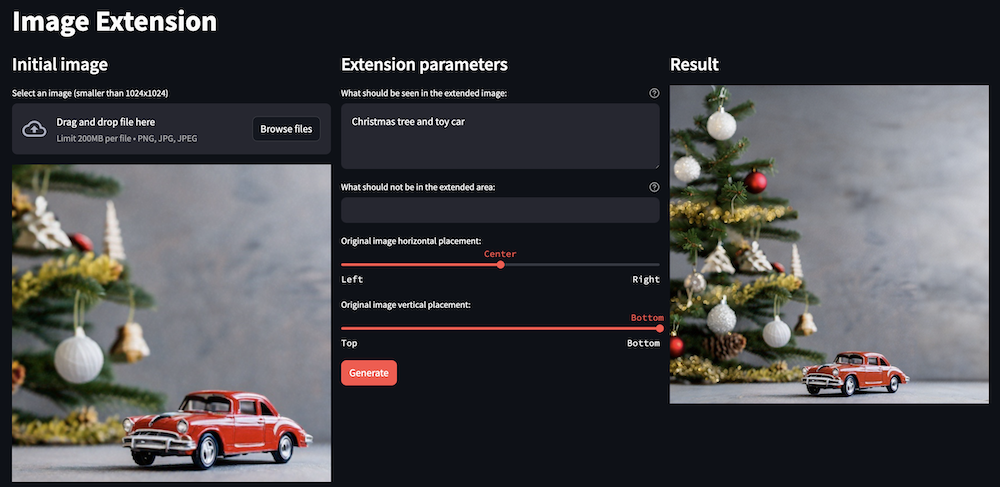 Image Extension
Initial image
Select an image (smaller than 1024x1024)
Drag and drop file here
Limit 200MB per file • PNG, JPG, JPEG
Browse files
Extension parameters
What should be seen in the extended image:
Christmas tree and toy car
What should not be in the extended area:
Original image horizontal placement:
Center
Left
Right
Original image vertical placement:
Bottom
Top
Bottom
Generate
Result